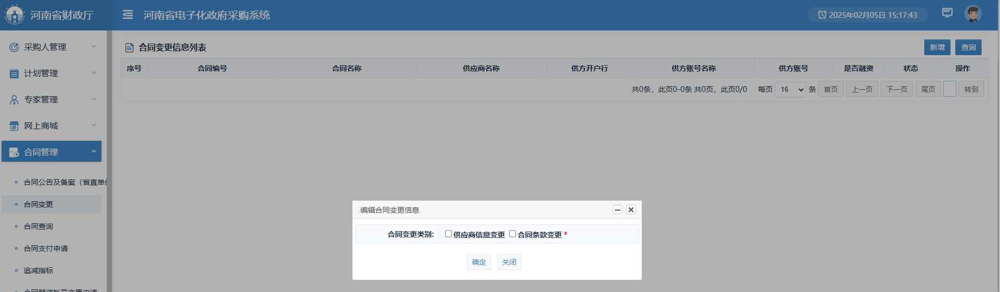 河南省财政厅
河南省电子化政府采购系统
2025年02月05日 15:17:43
采购人管理
计划管理
专家管理
网上商城
合同管理
合同公告及备案（省直单
合同变更
合同查询
合同支付申请
追减指标
合同融资帐号变更申请
合同变更信息列表
新增 查询
序号 合同编号 合同名称 供应商名称 供方开户行 供方账号名称 供方账号 是否融资 状态 操作
共0条，此页0-0条 共0页，此页0/0 每页 16 条 首页 上一页 下一页 尾页 转到
编辑合同变更信息
合同变更类别: 供应商信息变更 合同条款变更 *
确定 关闭